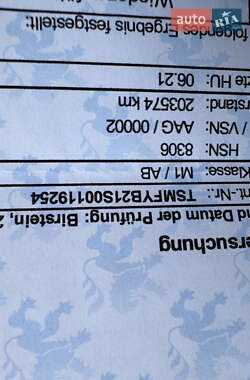 ersuchung
nd Datum der Prüfung: Birstein, 2
nt.-Nr.: TSMFYB21S00119254
Klasse: M1 / AB
HSN: 8306
/ VSN: AAG / 00002
rstand: 203574 km
te HU: 06.21
folgendes Ergebnis festgestellt:
auto RIA